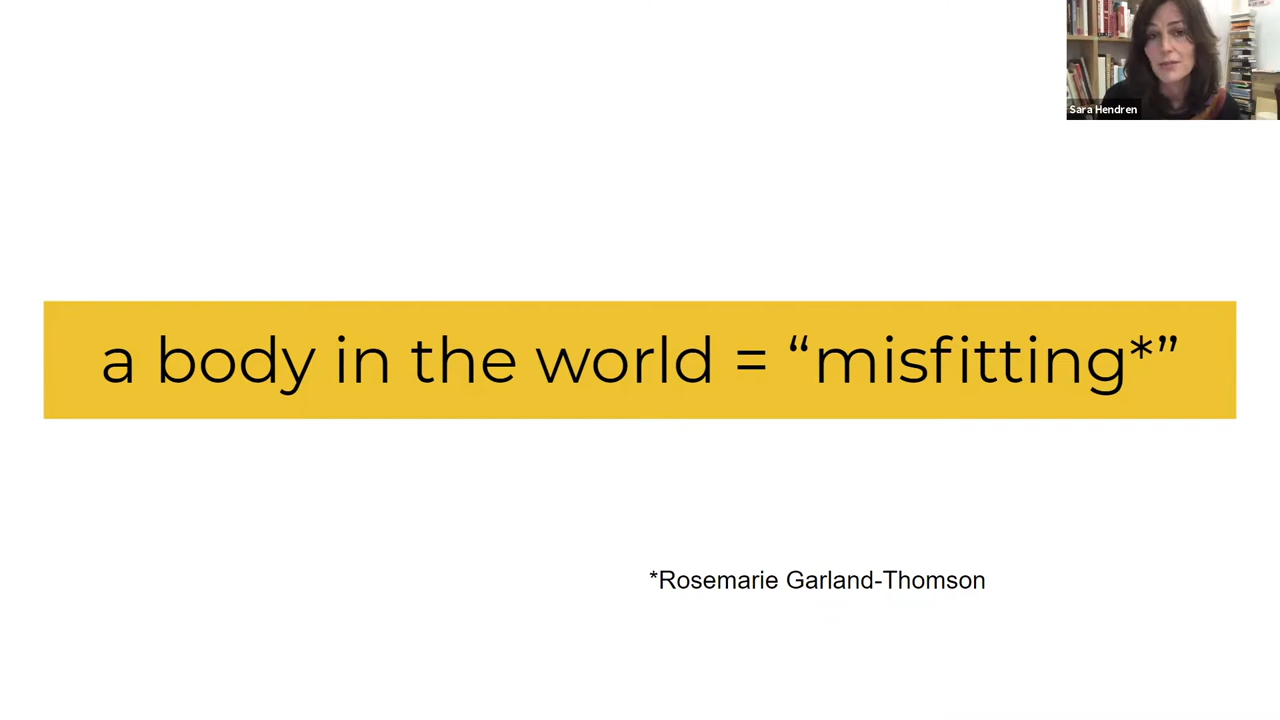 Sara Hendren
a body in the world = “misfitting*”
*Rosemarie Garland-Thomson